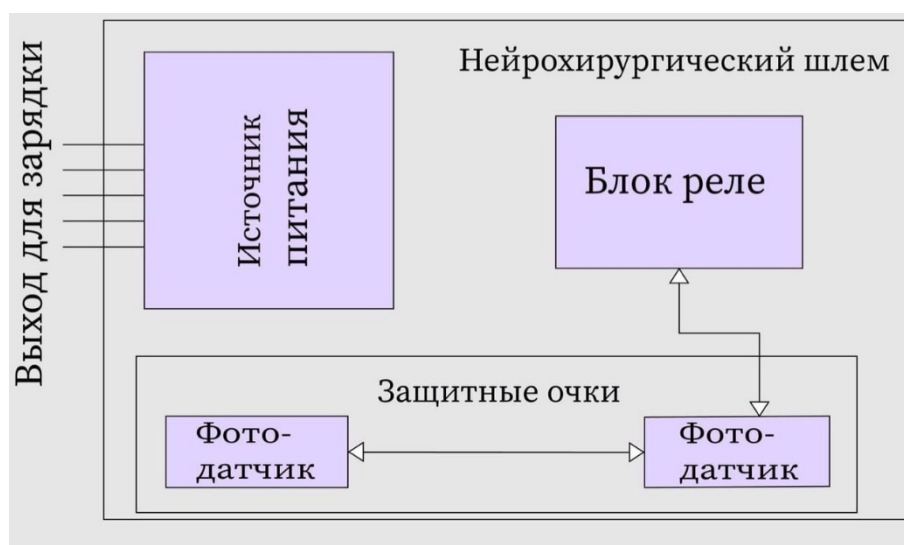 Выход для зарядки
Источник
питания
Нейрохирургический шлем
Блок реле
Защитные очки
Фото-
датчик
Фото-
датчик